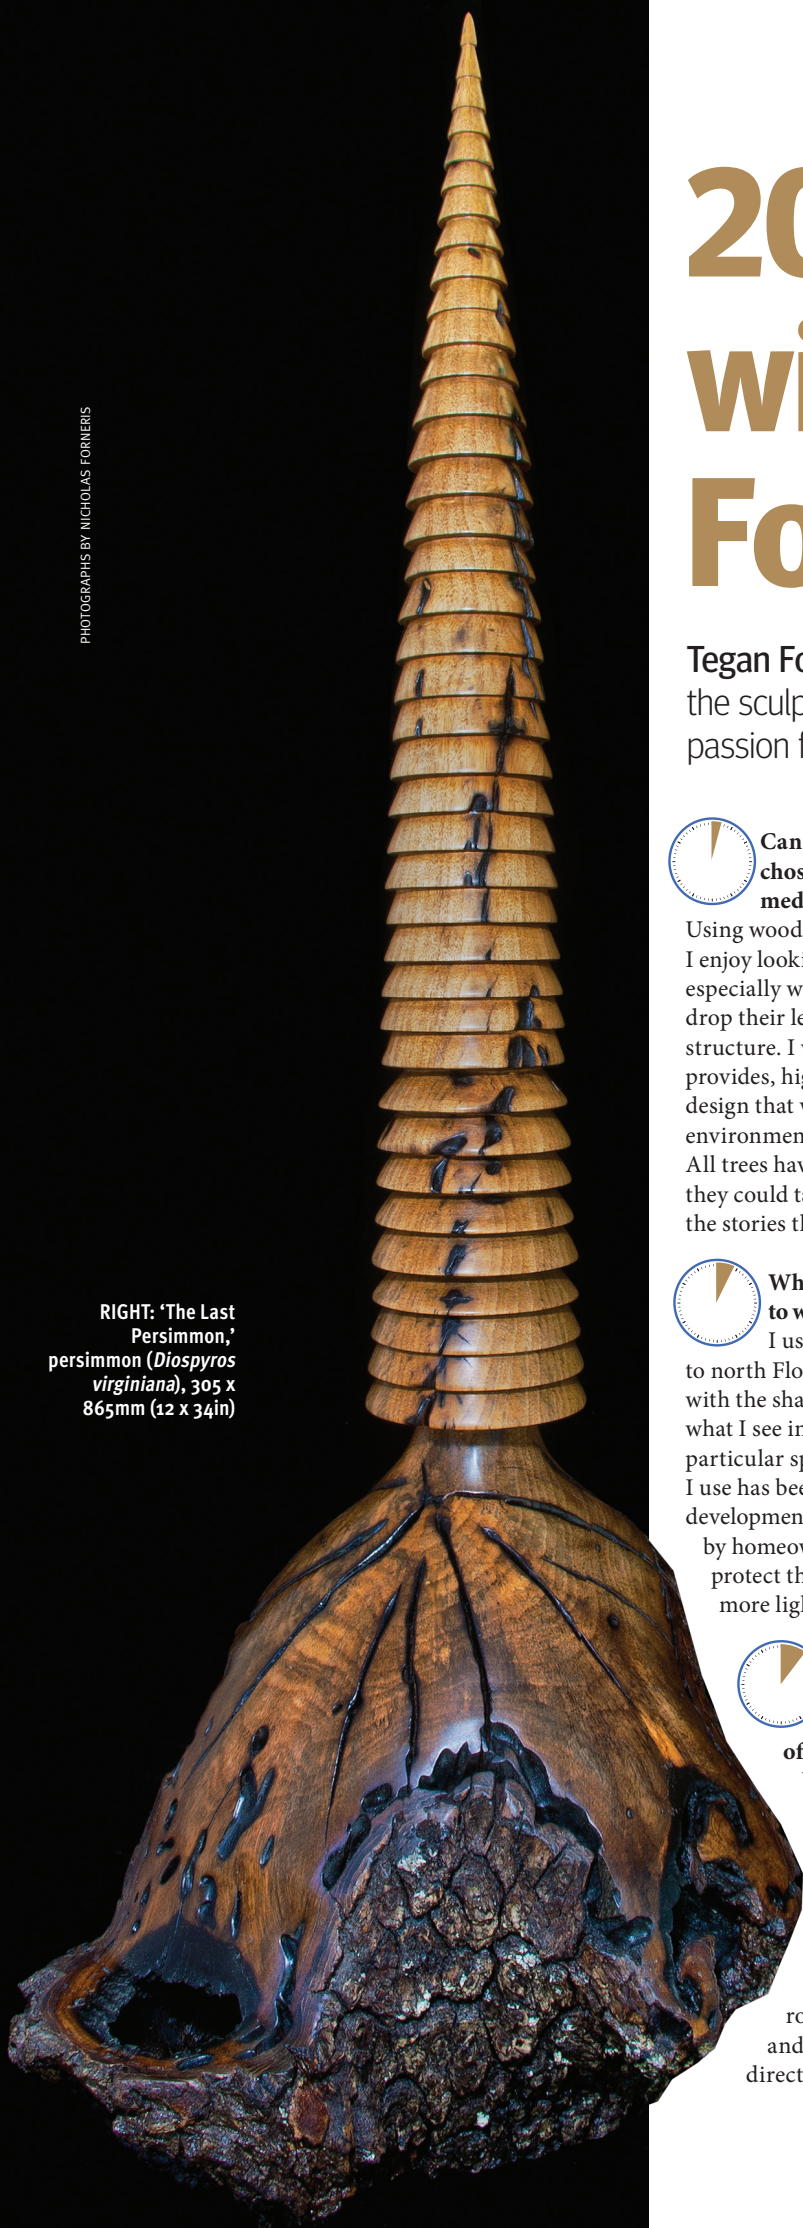 PHOTOGRAPHS BY NICHOLAS FORNERIS
RIGHT: ‘The Last
Persimmon,’
persimmon (Diospyros
virginiana), 305 x
865mm (12 x 34in)
20
wi
Fo
Tegan Fo
the sculp
passion f
Can
chos
med
Using wood
I enjoy looki
especially w
drop their le
structure. I
provides, hig
design that
environmen
All trees hav
they could ta
the stories th
Wh
to w
I us
to north Flo
with the sha
what I see in
particular sp
I use has bee
developmen
by homeow
protect th
more ligh
of
ro
and
direct